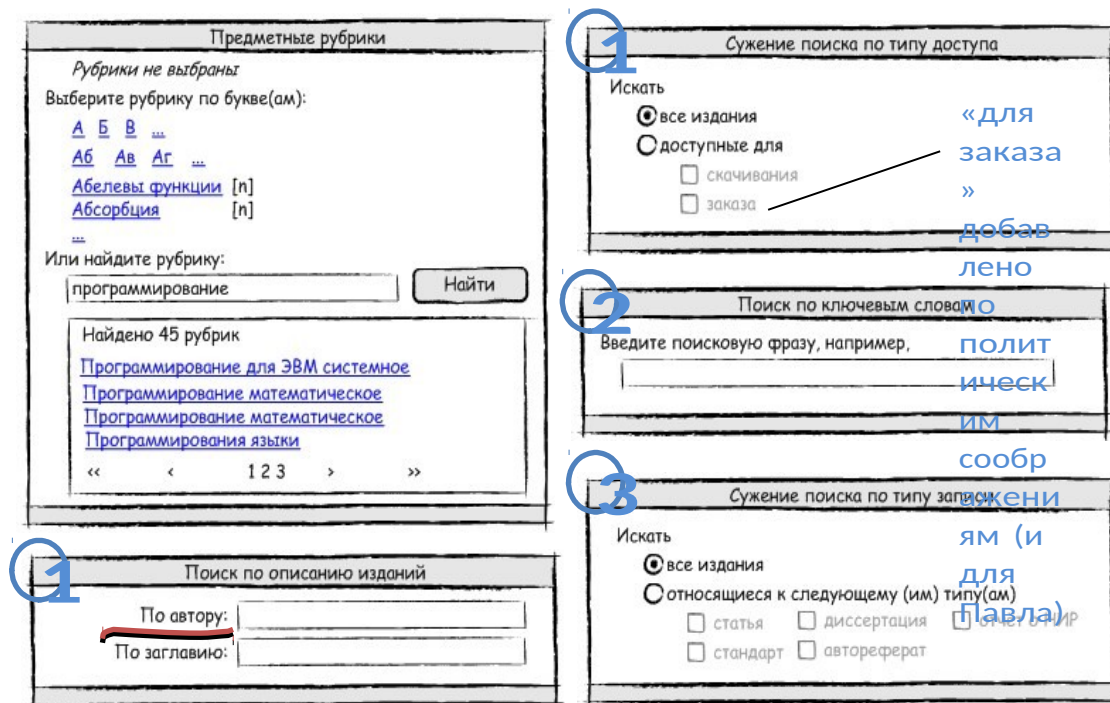 Предметные рубрики
Рубрики не выбраны
Выберите рубрику по букве(ам):
А Б В ...
Аб Ав Аг ...
Абелевы функции [n]
Абсорбция [n]
...
Или найдите рубрику:
программирование
Найти
Найдено 45 рубрик
Программирование для ЭВМ системное
Программирование математическое
Программирование математическое
Программирования языки
<< < 1 2 3 > >>
1
Поиск по описанию изданий
По автору:
По заглавию:
1
Сужение поиска по типу доступа
Искать
все издания
доступные для
скачивания
заказа
«для
заказа
»
добав
лено
по
полит
ическ
им
сообр
ажени
ям (и
для
Павла)
2
Поиск по ключевым словам
Введите поисковую фразу, например,
3
Сужение поиска по типу записи
Искать
все издания
относящиеся к следующему (им) типу(ам)
статья диссертация отчет о НИР
стандарт автореферат